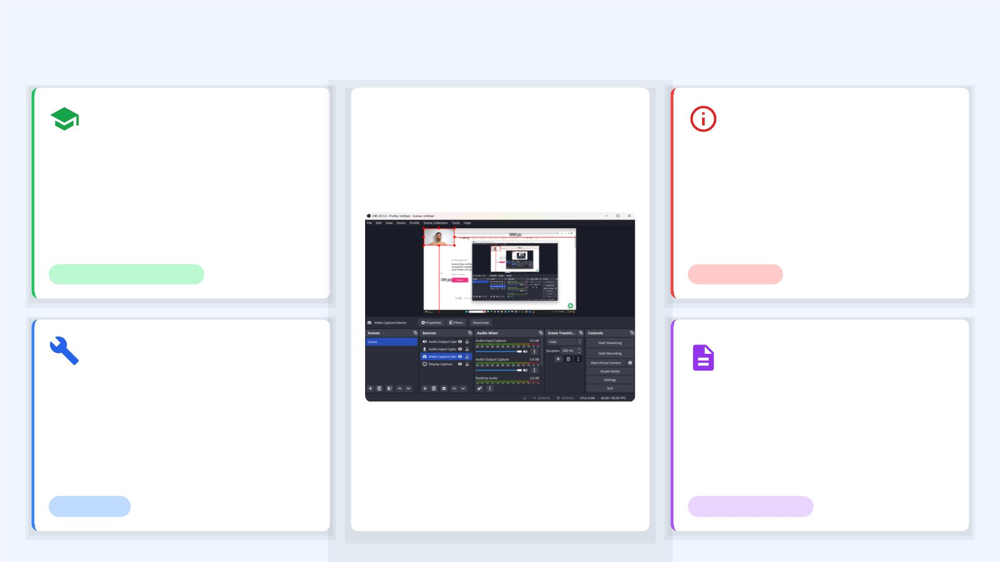 OBS 30.1.0 - Profile: Untitled - Scenes: Untitled
File Edit View Docks Profile Scene Collection Tools Help
Video Capture Device Properties Filters Deactivate
Scenes Sources Audio Mixer Scene Transiti... Controls
Scene
Audio Output Capt
Audio Input Captu
Video Capture Dev
Display Capture
Audio Input Capture 0.0 dB
Audio Output Capture 0.0 dB
Desktop Audio 0.0 dB
Fade
Duration 300 ms
Start Streaming
Start Recording
Start Virtual Camera
Studio Mode
Settings
Exit
00:00:00 00:00:00 CPU: 0.4% 60.00 / 60.00 FPS